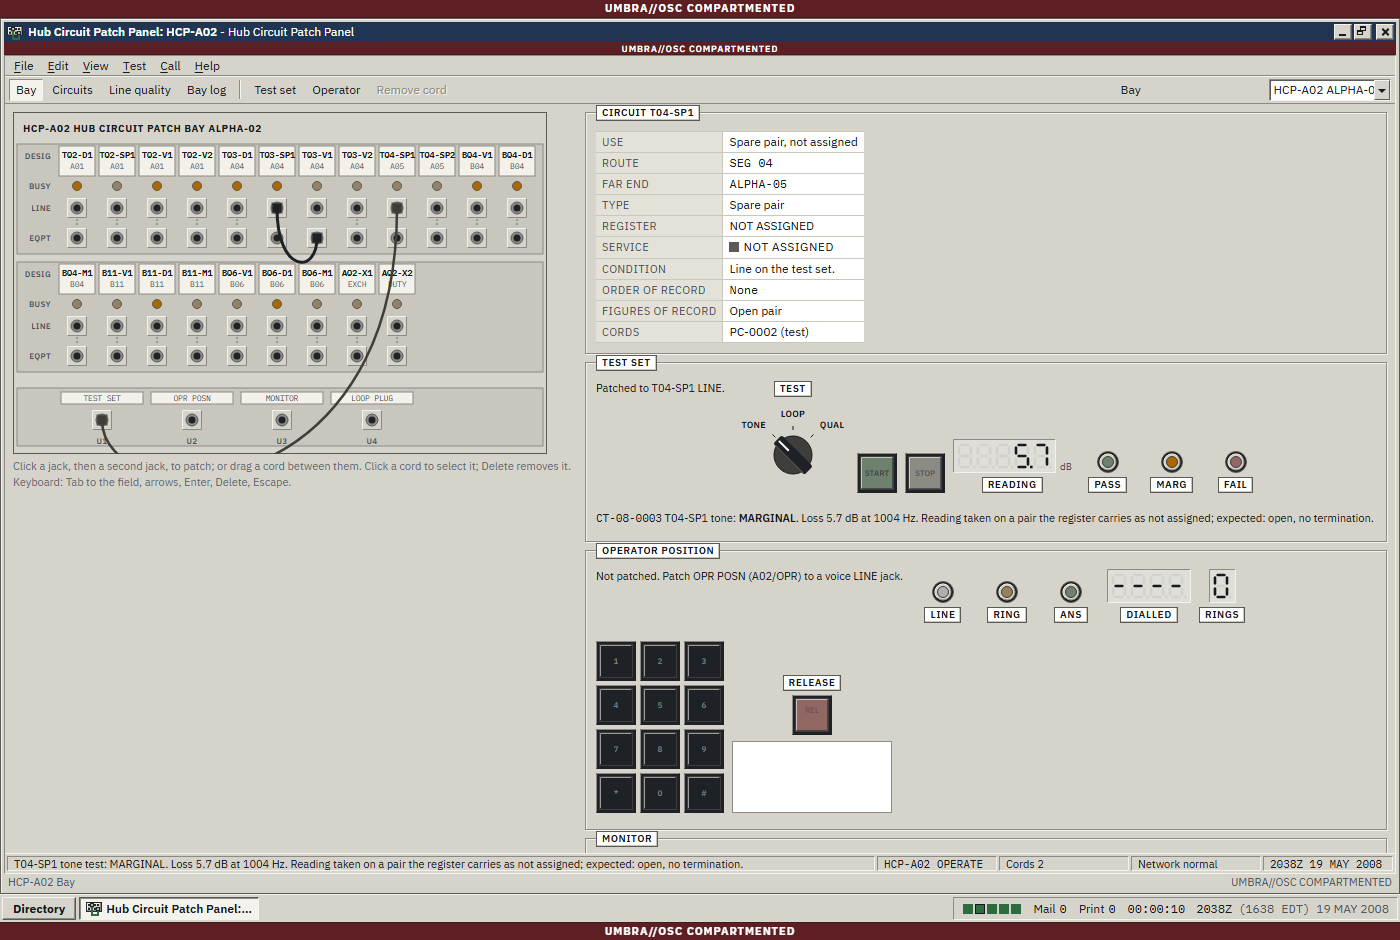 UMBRA//OSC COMPARTMENTED
Hub Circuit Patch Panel: HCP-A02 - Hub Circuit Patch Panel
UMBRA//OSC COMPARTMENTED
File Edit View Test Call Help
Bay Circuits Line quality Bay log Test set Operator Remove cord Bay HCP-A02 ALPHA-0
HCP-A02 HUB CIRCUIT PATCH BAY ALPHA-02
DESIG T02-D1 T02-SP1 T02-V1 T02-V2 T03-D1 T03-SP1 T03-V1 T03-V2 T04-SP1 T04-SP2 B04-V1 B04-D1
A01 A01 A01 A01 A04 A04 A04 A04 A05 A05 B04 B04
BUSY
LINE
EQPT
DESIG B04-M1 B11-V1 B11-D1 B11-M1 B06-V1 B06-D1 B06-M1 A02-X1 A02-X2
B04 B11 B11 B11 B06 B06 B06 EXCH DUTY
BUSY
LINE
EQPT
TEST SET OPR POSN MONITOR LOOP PLUG
U1 U2 U3 U4
Click a jack, then a second jack, to patch; or drag a cord between them. Click a cord to select it; Delete removes it.
Keyboard: Tab to the field, arrows, Enter, Delete, Escape.
CIRCUIT T04-SP1
USE Spare pair, not assigned
ROUTE SEG 04
FAR END ALPHA-05
TYPE Spare pair
REGISTER NOT ASSIGNED
SERVICE NOT ASSIGNED
CONDITION Line on the test set.
ORDER OF RECORD None
FIGURES OF RECORD Open pair
CORDS PC-0002 (test)
TEST SET
Patched to T04-SP1 LINE.
TEST
LOOP
TONE QUAL
START STOP 5.7 dB
READING PASS MARG FAIL
CT-08-0003 T04-SP1 tone: MARGINAL. Loss 5.7 dB at 1004 Hz. Reading taken on a pair the register carries as not assigned; expected: open, no termination.
OPERATOR POSITION
Not patched. Patch OPR POSN (A02/OPR) to a voice LINE jack.
---- 0
LINE RING ANS DIALLED RINGS
1 2 3
4 5 6
7 8 9
* 0 #
RELEASE
REL
MONITOR
T04-SP1 tone test: MARGINAL. Loss 5.7 dB at 1004 Hz. Reading taken on a pair the register carries as not assigned; expected: open, no termination. HCP-A02 OPERATE Cords 2 Network normal 2038Z 19 MAY 2008
HCP-A02 Bay UMBRA//OSC COMPARTMENTED
Directory Hub Circuit Patch Panel:... Mail 0 Print 0 00:00:10 2038Z (1638 EDT) 19 MAY 2008
UMBRA//OSC COMPARTMENTED